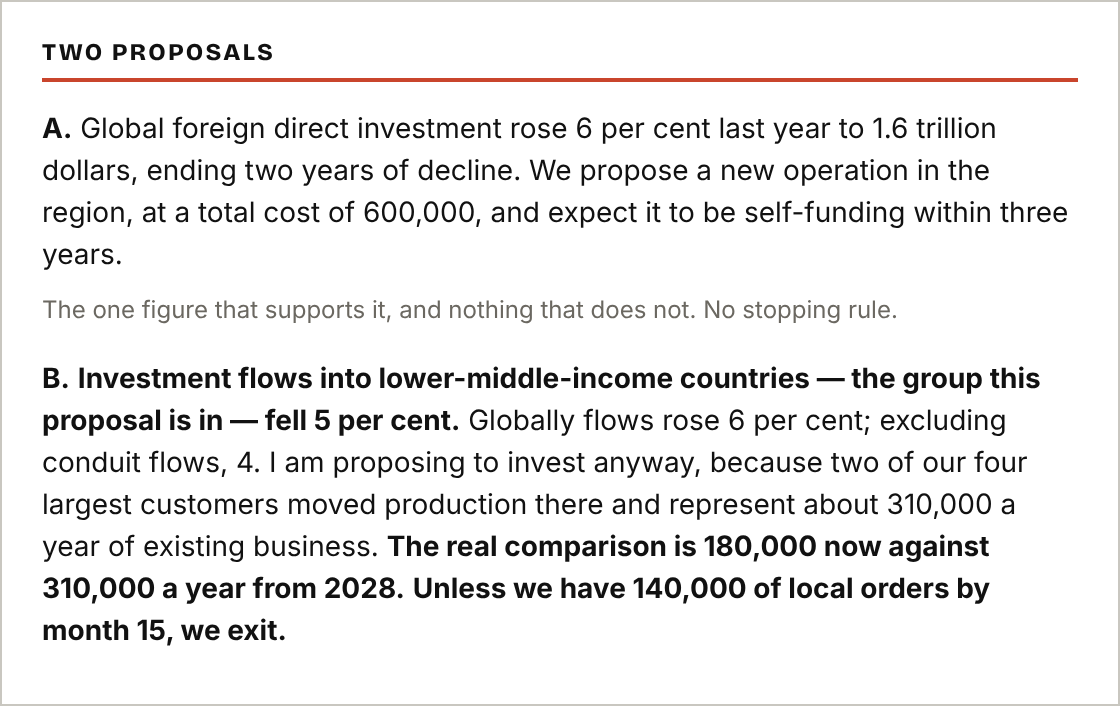 TWO PROPOSALS
A. Global foreign direct investment rose 6 per cent last year to 1.6 trillion
dollars, ending two years of decline. We propose a new operation in the
region, at a total cost of 600,000, and expect it to be self-funding within three
years.
The one figure that supports it, and nothing that does not. No stopping rule.
B. Investment flows into lower-middle-income countries — the group this
proposal is in — fell 5 per cent. Globally flows rose 6 per cent; excluding
conduit flows, 4. I am proposing to invest anyway, because two of our four
largest customers moved production there and represent about 310,000 a
year of existing business. The real comparison is 180,000 now against
310,000 a year from 2028. Unless we have 140,000 of local orders by
month 15, we exit.